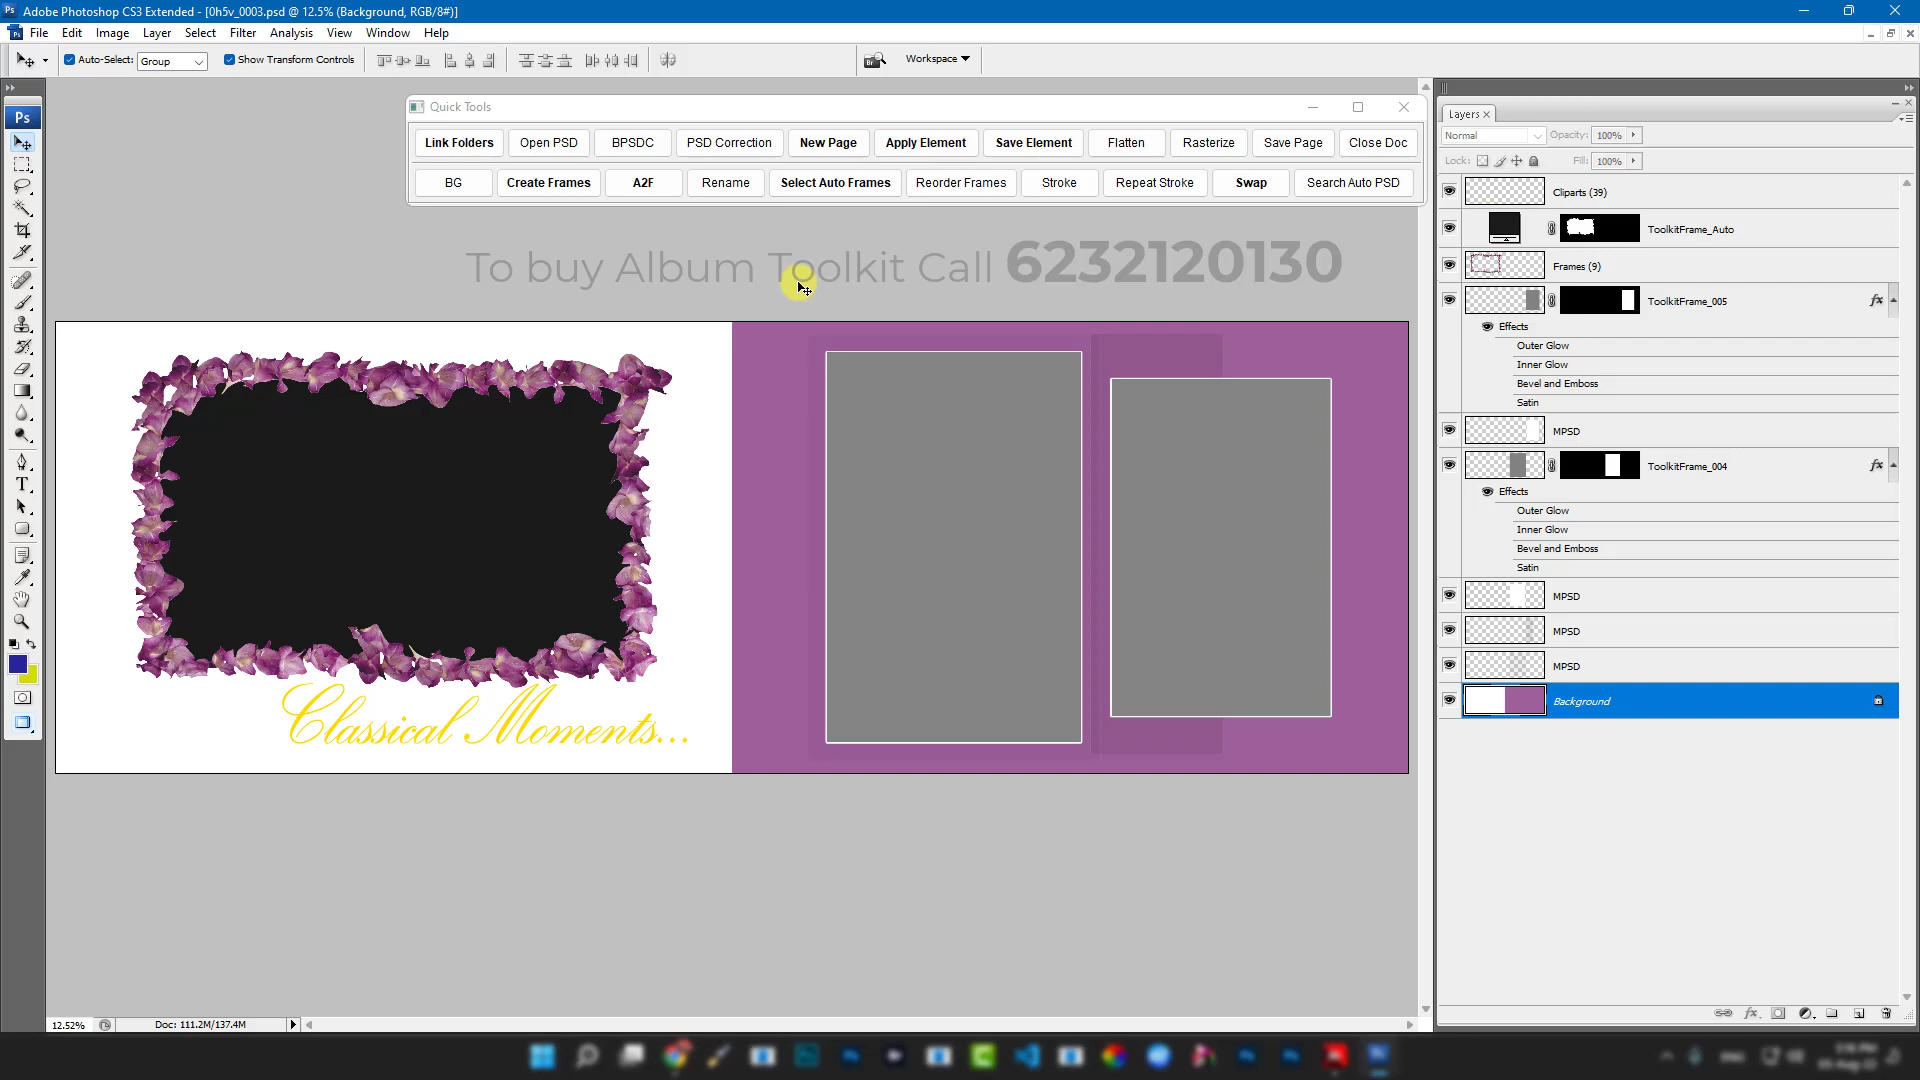 Adobe Photoshop CS3 Extended - [0h5v_0003.psd @ 12.5% (Background, RGB/8#)]
File Edit Image Layer Select Filter Analysis View Window Help
Auto-Select: Group Show Transform Controls Workspace
Quick Tools
Link Folders Open PSD BPSDC PSD Correction New Page Apply Element Save Element Flatten Rasterize Save Page Close Doc
BG Create Frames A2F Rename Select Auto Frames Reorder Frames Stroke Repeat Stroke Swap Search Auto PSD
To buy Album Toolkit Call 6232120130
Classical Moments...
Layers
Normal Opacity: 100%
Lock: Fill: 100%
Cliparts (39)
ToolkitFrame_Auto
Frames (9)
ToolkitFrame_005
Effects
Outer Glow
Inner Glow
Bevel and Emboss
Satin
MPSD
ToolkitFrame_004
Effects
Outer Glow
Inner Glow
Bevel and Emboss
Satin
MPSD
MPSD
MPSD
Background
12.52% Doc: 111.2M/137.4M